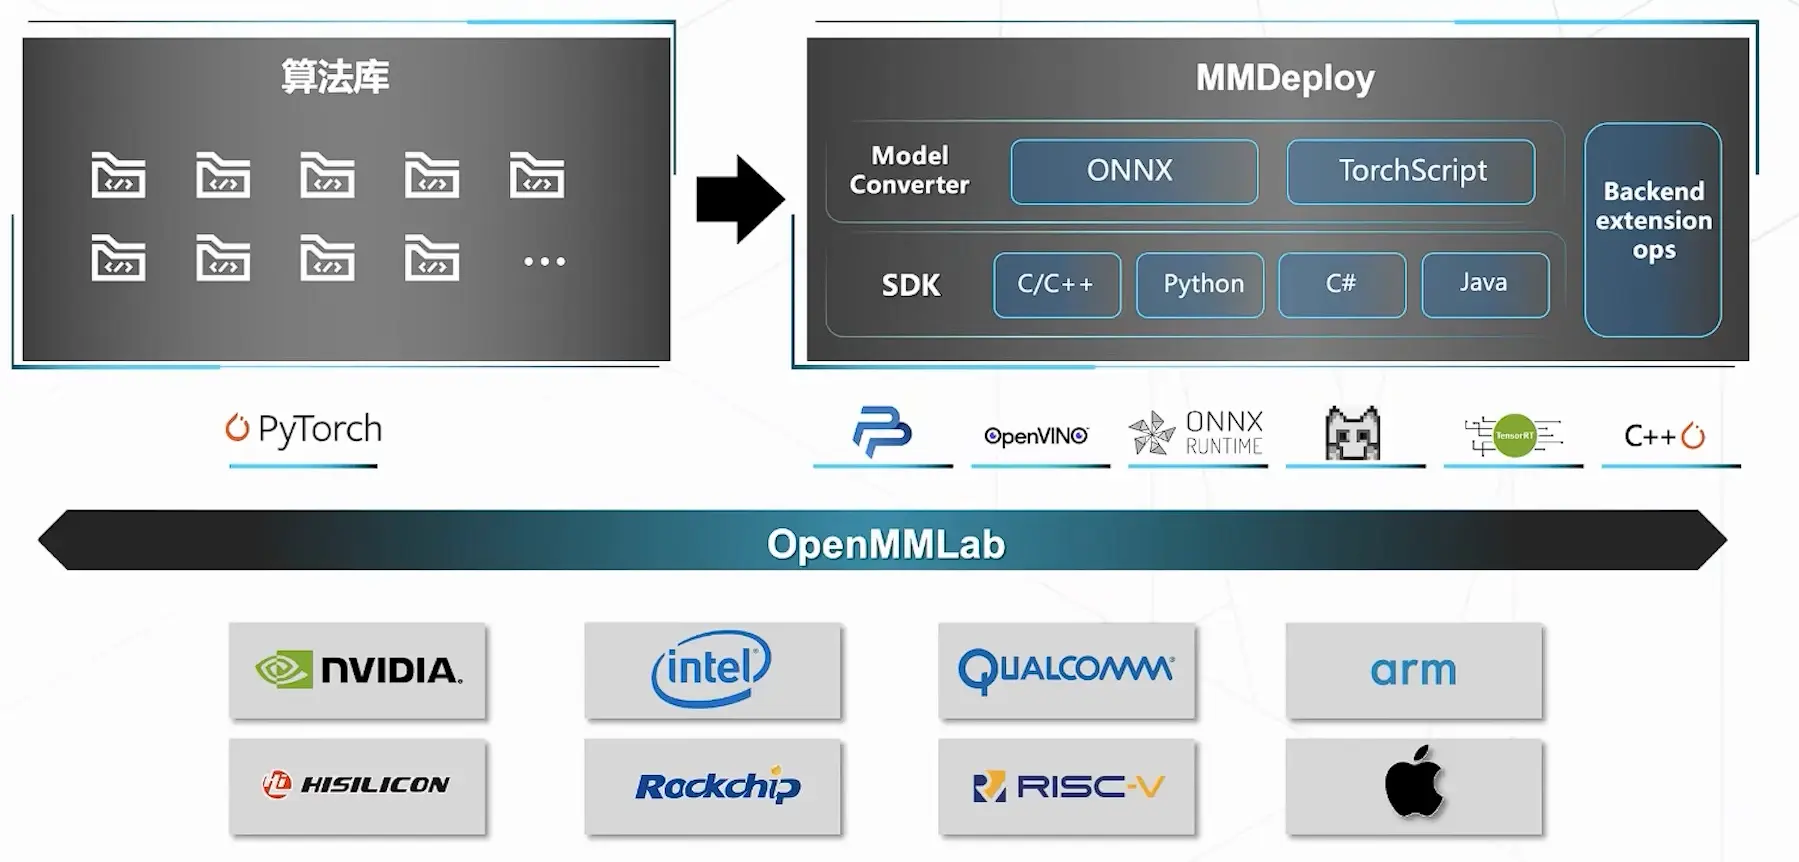 算法库
MMDeploy
Model
Converter
ONNX
TorchScript
Backend
extension
ops
SDK
C/C++
Python
C#
Java
PyTorch
OpenVINO
ONNX
RUNTIME
TensorRT
C++
OpenMMLab
NVIDIA.
intel
QUALCOMM
arm
HISILICON
Rockchip
RISC-V